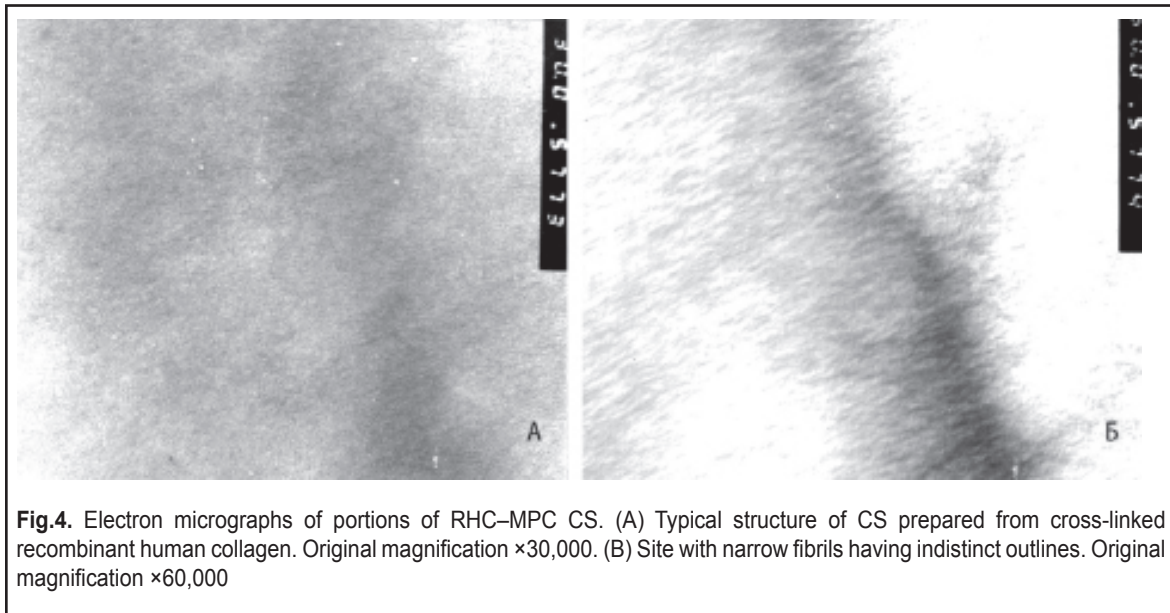 А
Б
Fig.4. Electron micrographs of portions of RHC–MPC CS. (A) Typical structure of CS prepared from cross-linked
recombinant human collagen. Original magnification ×30,000. (B) Site with narrow fibrils having indistinct outlines. Original
magnification ×60,000